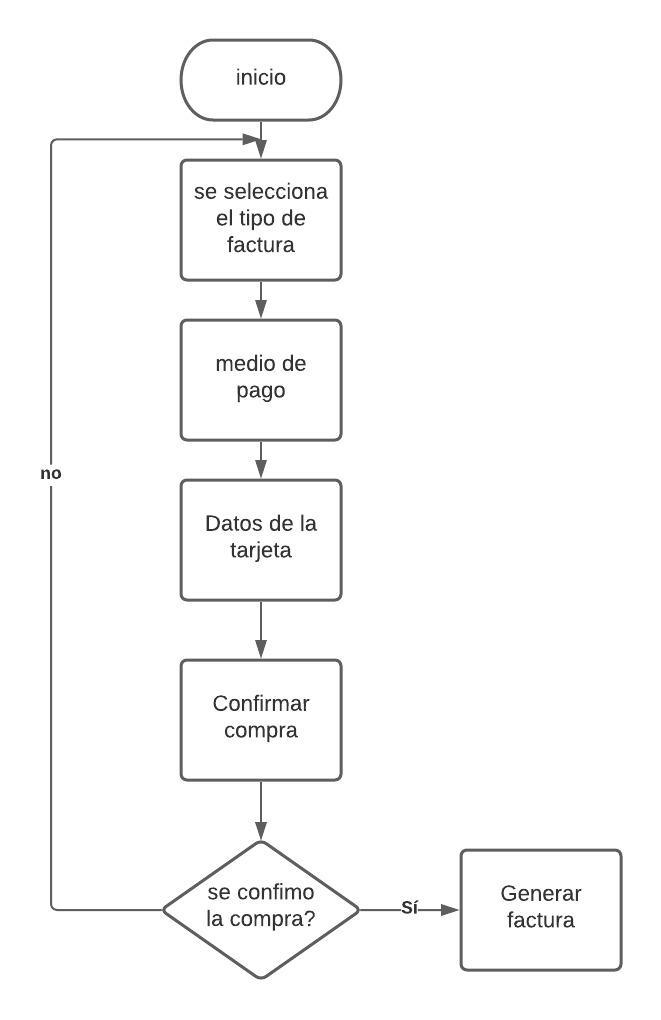 inicio
se selecciona
el tipo de
factura
medio de
pago
no
Datos de la
tarjeta
Confirmar
compra
se confimo
la compra?
Sí
Generar
factura